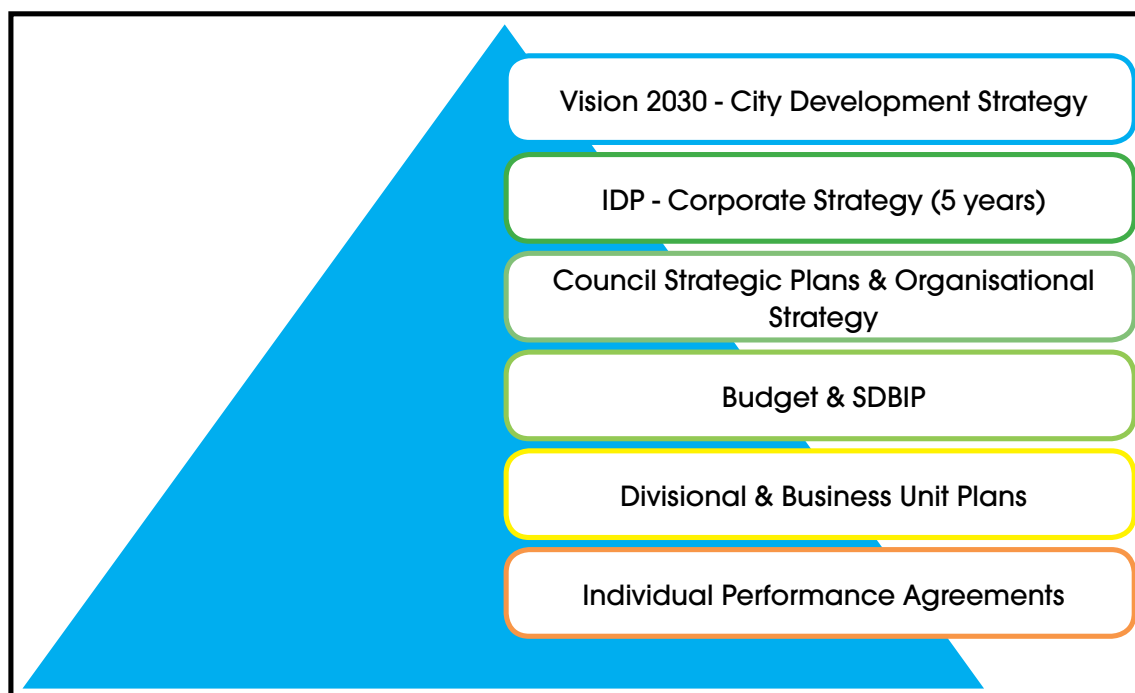 Vision 2030 - City Development Strategy
IDP - Corporate Strategy (5 years)
Council Strategic Plans & Organisational
Strategy
Budget & SDBIP
Divisional & Business Unit Plans
Individual Performance Agreements